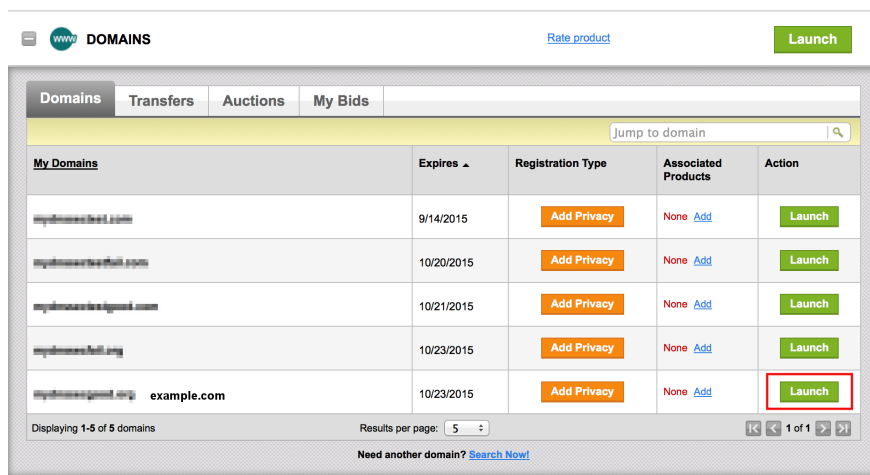 www DOMAINS Rate product Launch
Domains Transfers Auctions My Bids
Jump to domain
My Domains Expires Registration Type Associated Products Action
9/14/2015 Add Privacy None Add Launch
10/20/2015 Add Privacy None Add Launch
10/21/2015 Add Privacy None Add Launch
10/23/2015 Add Privacy None Add Launch
example.com 10/23/2015 Add Privacy None Add Launch
Displaying 1-5 of 5 domains Results per page: 5 1 of 1
Need another domain? Search Now!